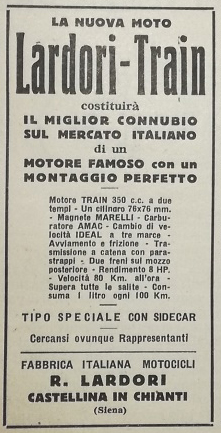 LA NUOVA MOTO
Lardori-Train
costituirà
IL MIGLIOR CONNUBIO
SUL MERCATO ITALIANO
di un
MOTORE FAMOSO con un
MONTAGGIO PERFETTO
Motore TRAIN 350 c.c. a due
tempi - Un cilindro 76x76 mm
- Magnete MARELLI - Carbu-
ratore AMAC - Cambio di ve-
locità IDEAL a tre marce -
Avviamento e frizione - Tra-
smissione a catena con para-
strappi - Due freni sul mozzo
posteriore - Rendimento 8 HP.
- Velocità 80 Km. all'ora -
Supera tutte le salite - Con-
suma 1 litro ogni 100 Km.
TIPO SPECIALE CON SIDECAR
Cercansi ovunque Rappresentanti
FABBRICA ITALIANA MOTOCICLI
R. LARDORI
CASTELLINA IN CHIANTI
(Siena)